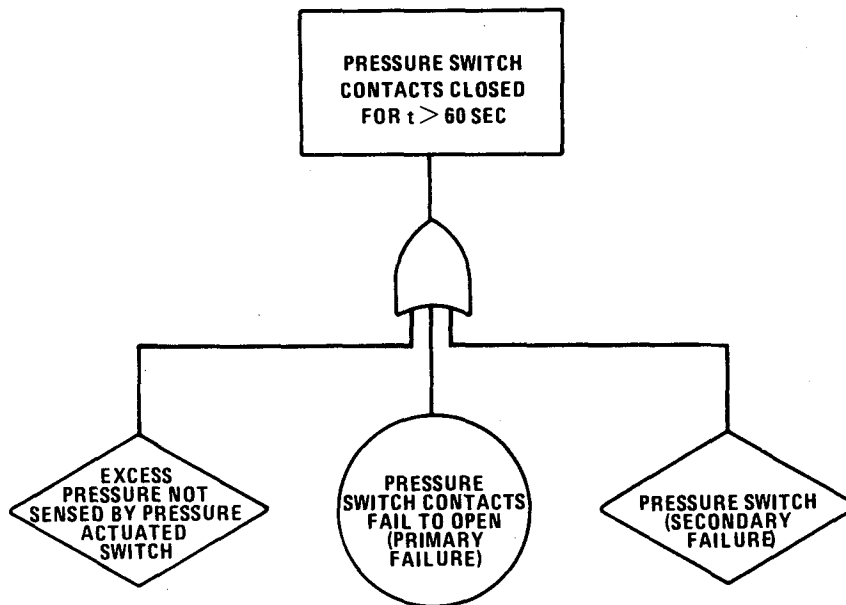 PRESSURE SWITCH
CONTACTS CLOSED
FOR t > 60 SEC
EXCESS
PRESSURE NOT
SENSED BY PRESSURE
ACTUATED
SWITCH
PRESSURE
SWITCH CONTACTS
FAIL TO OPEN
(PRIMARY
FAILURE)
PRESSURE SWITCH
(SECONDARY
FAILURE)